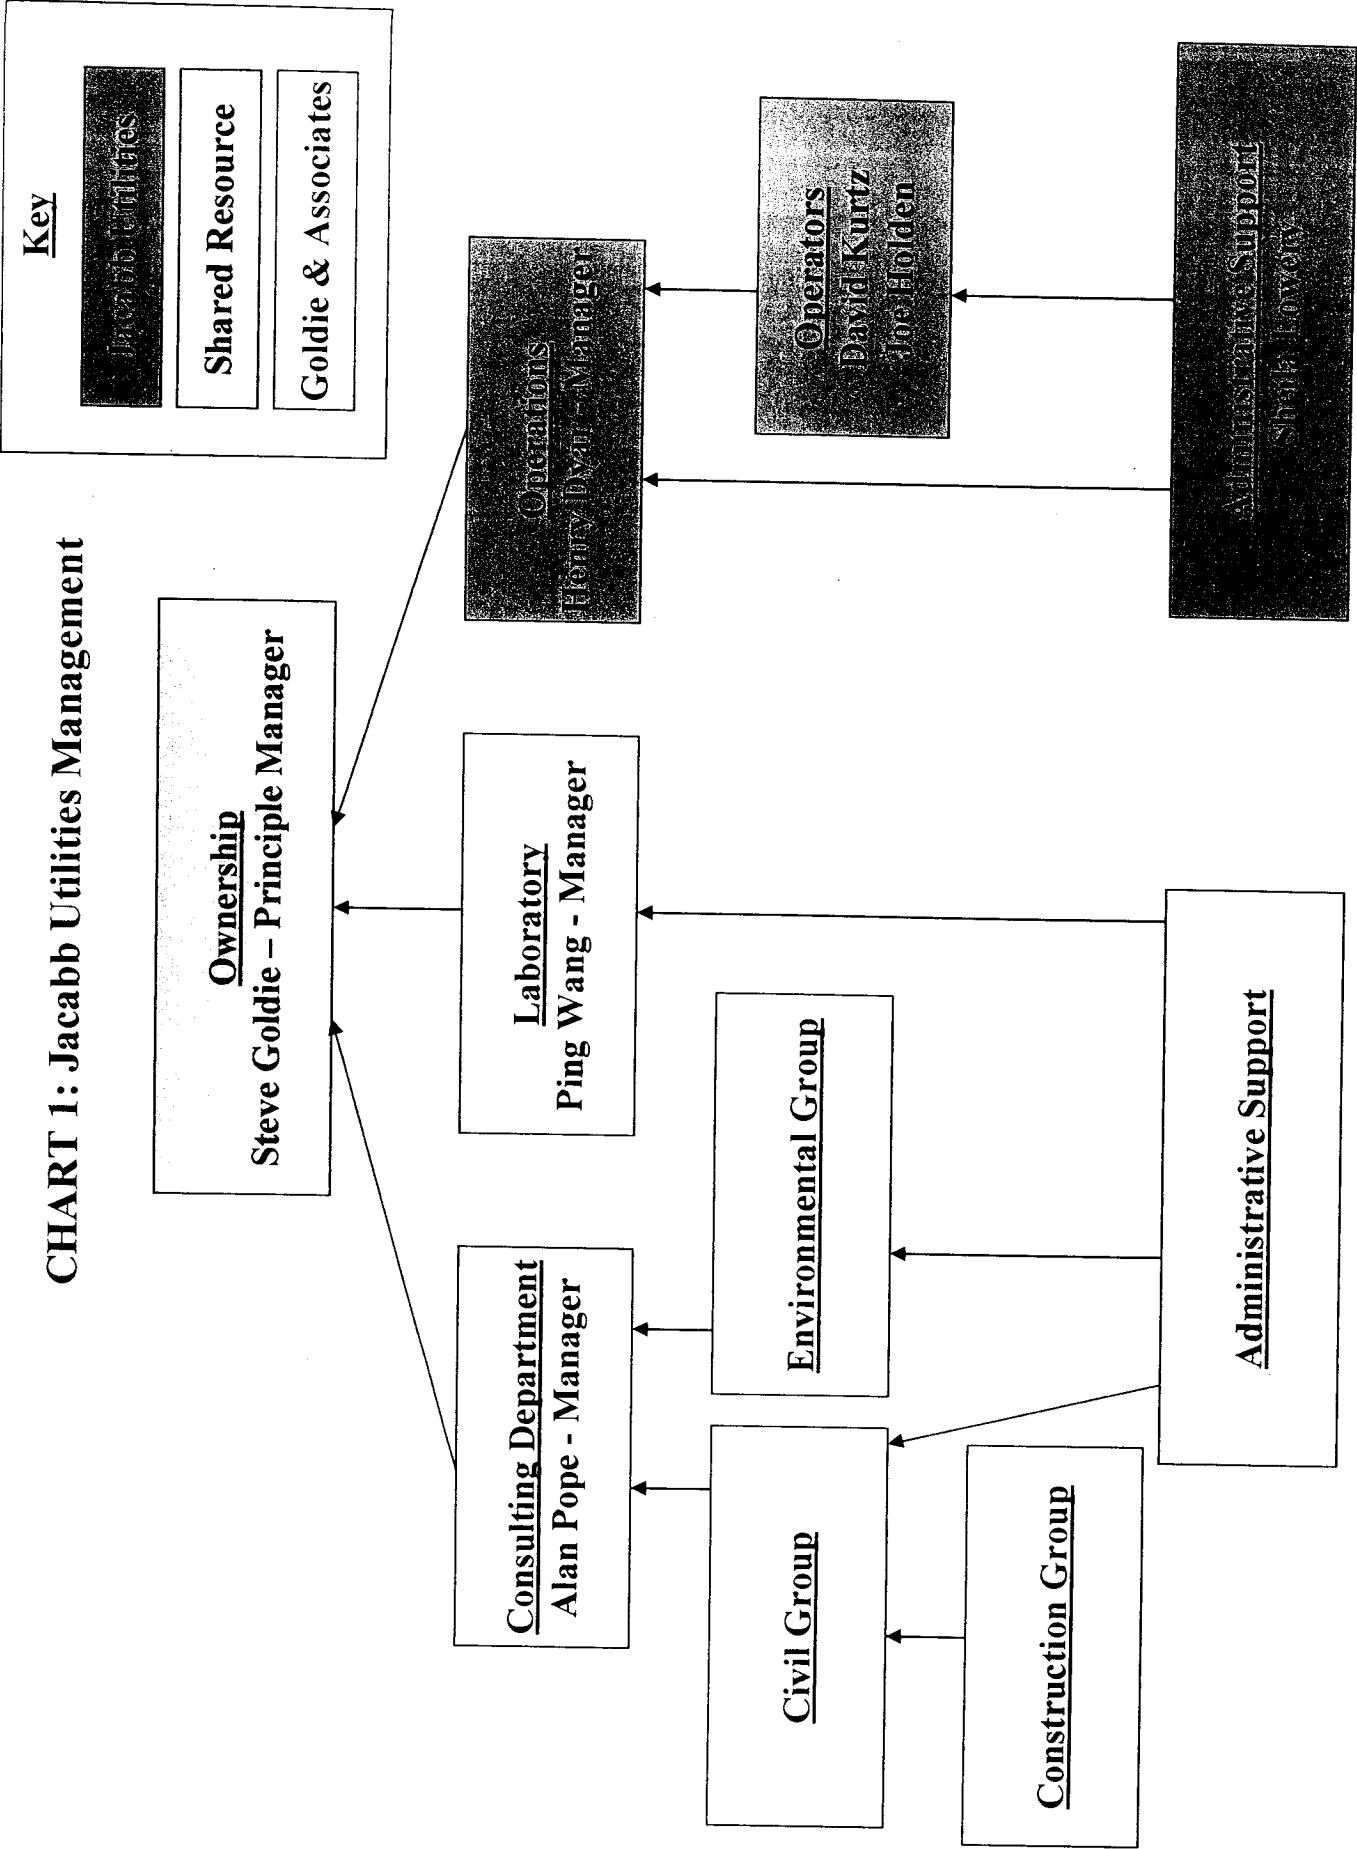 CHART 1: Jacabb Utilities Management
Key
Jacabb Utilities
Shared Resource
Goldie & Associates
Ownership
Steve Goldie – Principle Manager
Consulting Department
Alan Pope - Manager
Laboratory
Ping Wang - Manager
Operations
Henry Dyar - Manager
Civil Group
Environmental Group
Operators
David Kurtz
Joe Holden
Construction Group
Administrative Support
Administrative Support
Lowery